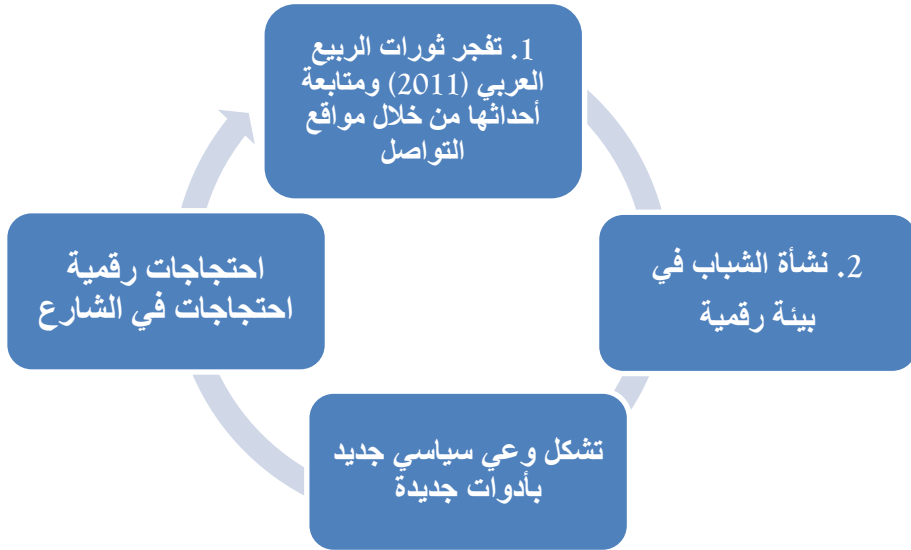 1. تفجر ثورات الربيع
العربي (2011) ومتابعة
أحداثها من خلال مواقع
التواصل
2. نشأة الشباب في
بيئة رقمية
تشكل وعي سياسي جديد
بأدوات جديدة
احتجاجات رقمية
احتجاجات في الشارع